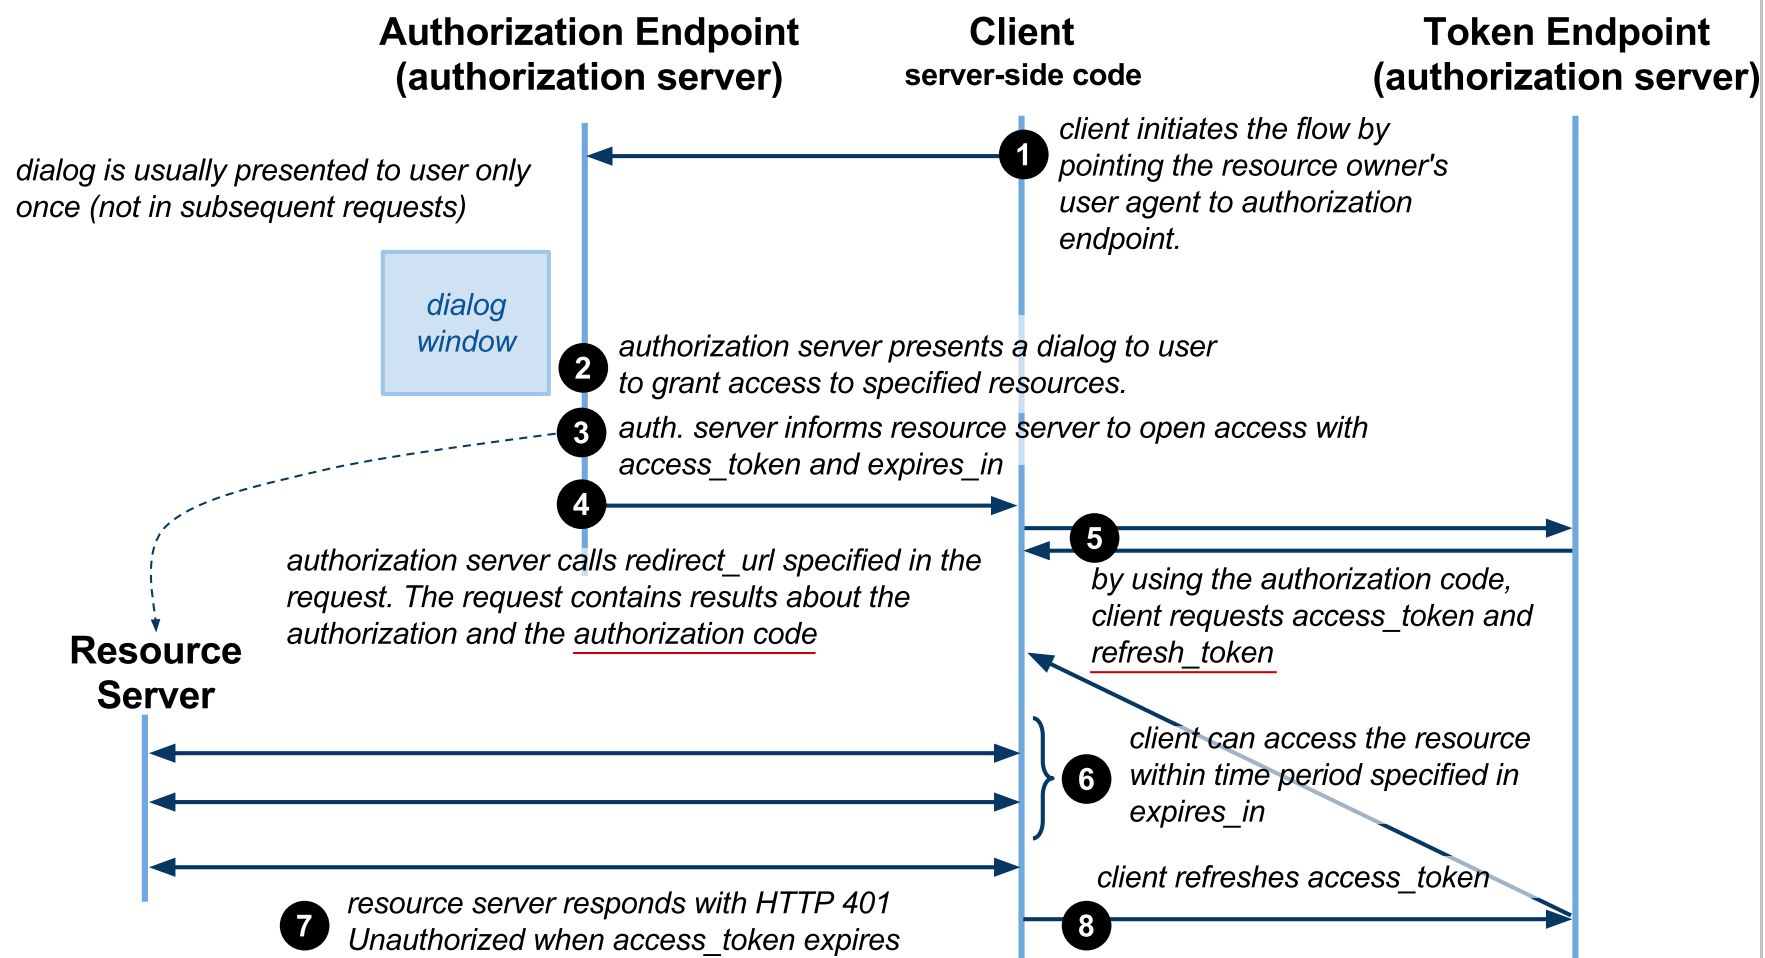 Authorization Endpoint
(authorization server)
Client
server-side code
Token Endpoint
(authorization server)
1
client initiates the flow by
pointing the resource owner's
user agent to authorization
endpoint.
dialog is usually presented to user only
once (not in subsequent requests)
dialog
window
2
authorization server presents a dialog to user
to grant access to specified resources.
3
auth. server informs resource server to open access with
access_token and expires_in
4
authorization server calls redirect_url specified in the
request. The request contains results about the
authorization and the authorization code
5
by using the authorization code,
client requests access_token and
refresh_token
Resource
Server
6
client can access the resource
within time period specified in
expires_in
7
resource server responds with HTTP 401
Unauthorized when access_token expires
client refreshes access_token
8